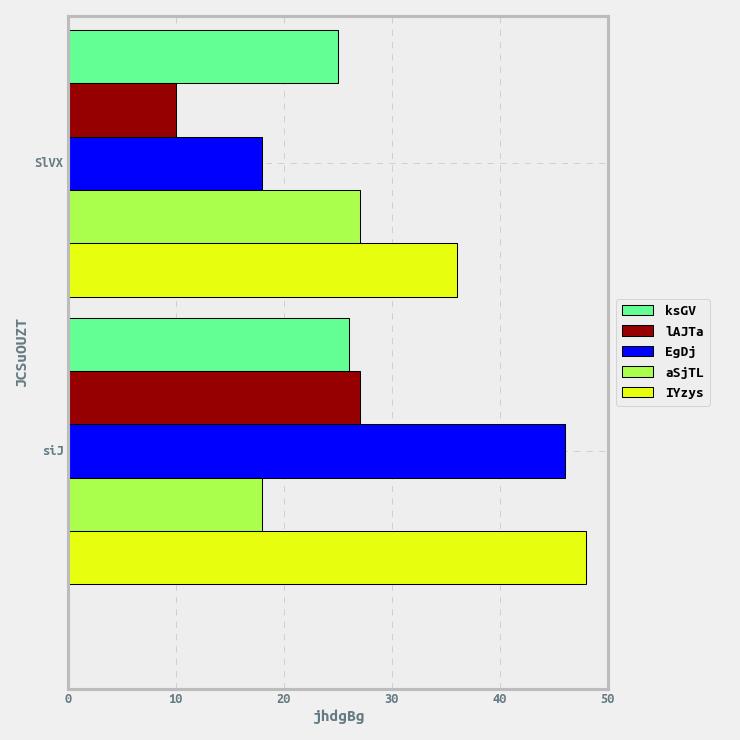 SlVX
siJ
JCSuOUZT
0 10 20 30 40 50
jhdgBg
ksGV
lAJTa
EgDj
aSjTL
IYzys